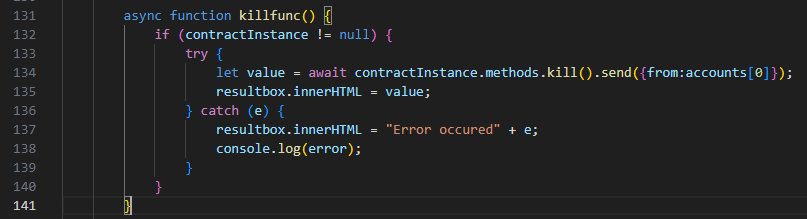 131 async function killfunc() {
132 if (contractInstance != null) {
133 try {
134 let value = await contractInstance.methods.kill().send({from:accounts[0]});
135 resultbox.innerHTML = value;
136 } catch (e) {
137 resultbox.innerHTML = "Error occured" + e;
138 console.log(error);
139 }
140 }
141 }